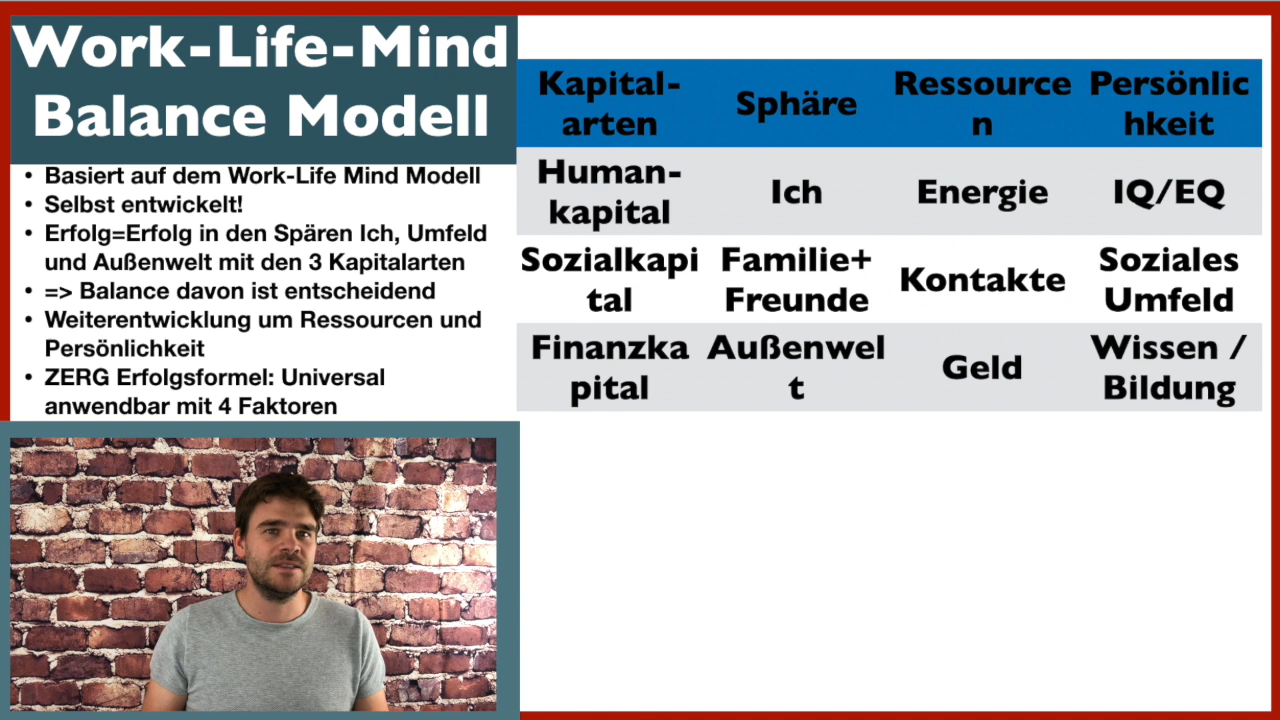 Work-Life-Mind
Balance Modell
• Basiert auf dem Work-Life Mind Modell
• Selbst entwickelt!
• Erfolg=Erfolg in den Spären Ich, Umfeld
und Außenwelt mit den 3 Kapitalarten
• => Balance davon ist entscheidend
• Weiterentwicklung um Ressourcen und
Persönlichkeit
• ZERG Erfolgsformel: Universal
anwendbar mit 4 Faktoren
Kapital-
arten
Sphäre
Ressource
n
Persönlic
hkeit
Human-
kapital
Ich
Energie
IQ/EQ
Sozialkapi
tal
Familie+
Freunde
Kontakte
Soziales
Umfeld
Finanzka
pital
Außenwel
t
Geld
Wissen /
Bildung